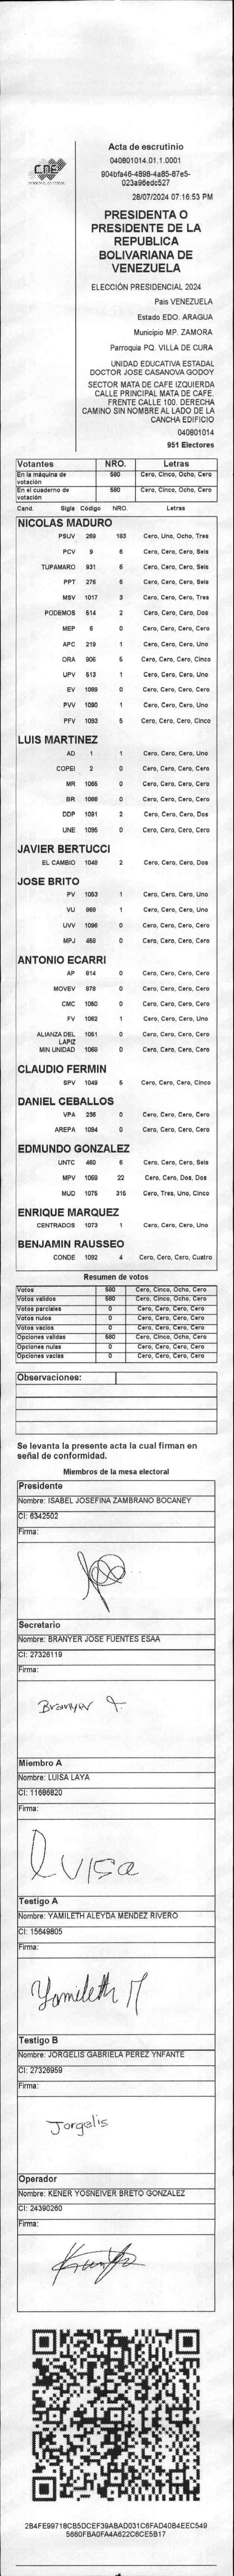 Acta de escrutinio
040801014.01.1.0001
904bfa46-4898-4a85-87e5-
023a96edc527
28/07/2024 07:16:53 PM
CNE
PRESIDENTA O
PRESIDENTE DE LA
REPUBLICA
BOLIVARIANA DE
VENEZUELA
ELECCIÓN PRESIDENCIAL 2024
Pais VENEZUELA
Estado EDO. ARAGUA
Municipio MP. ZAMORA
Parroquia PQ. VILLA DE CURA
UNIDAD EDUCATIVA ESTADAL
DOCTOR JOSE CASANOVA GODOY
SECTOR MATA DE CAFE IZQUIERDA
CALLE PRINCIPAL MATA DE CAFE.
FRENTE CALLE 100. DERECHA
CAMINO SIN NOMBRE AL LADO DE LA
CANCHA EDIFICIO
040801014
951 Electores
Votantes NRO. Letras
En la máquina de votación 580 Cero, Cinco, Ocho, Cero
En el cuaderno de votación 580 Cero, Cinco, Ocho, Cero
Cand. Sigla Código NRO. Letras
NICOLAS MADURO
PSUV 269 183 Cero, Uno, Ocho, Tres
PCV 9 6 Cero, Cero, Cero, Seis
TUPAMARO 931 6 Cero, Cero, Cero, Seis
PPT 276 6 Cero, Cero, Cero, Seis
MSV 1017 3 Cero, Cero, Cero, Tres
PODEMOS 514 2 Cero, Cero, Cero, Dos
MEP 6 0 Cero, Cero, Cero, Cero
APC 219 1 Cero, Cero, Cero, Uno
ORA 906 5 Cero, Cero, Cero, Cinco
UPV 513 1 Cero, Cero, Cero, Uno
EV 1089 0 Cero, Cero, Cero, Cero
PVV 1090 1 Cero, Cero, Cero, Uno
PFV 1093 5 Cero, Cero, Cero, Cinco
LUIS MARTINEZ
AD 1 1 Cero, Cero, Cero, Uno
COPEI 2 0 Cero, Cero, Cero, Cero
MR 1065 0 Cero, Cero, Cero, Cero
BR 1066 0 Cero, Cero, Cero, Cero
DDP 1091 2 Cero, Cero, Cero, Dos
UNE 1095 0 Cero, Cero, Cero, Cero
JAVIER BERTUCCI
EL CAMBIO 1048 2 Cero, Cero, Cero, Dos
JOSE BRITO
PV 1053 1 Cero, Cero, Cero, Uno
VU 868 1 Cero, Cero, Cero, Uno
UVV 1096 0 Cero, Cero, Cero, Cero
MPJ 458 0 Cero, Cero, Cero, Cero
ANTONIO ECARRI
AP 814 0 Cero, Cero, Cero, Cero
MOVEV 878 0 Cero, Cero, Cero, Cero
CMC 1050 0 Cero, Cero, Cero, Cero
FV 1062 1 Cero, Cero, Cero, Uno
ALIANZA DEL LAPIZ 1061 0 Cero, Cero, Cero, Cero
MIN UNIDAD 1068 0 Cero, Cero, Cero, Cero
CLAUDIO FERMIN
SPV 1049 5 Cero, Cero, Cero, Cinco
DANIEL CEBALLOS
VPA 236 0 Cero, Cero, Cero, Cero
AREPA 1094 0 Cero, Cero, Cero, Cero
EDMUNDO GONZALEZ
UNTC 460 6 Cero, Cero, Cero, Seis
MPV 1069 22 Cero, Cero, Dos, Dos
MUD 1075 315 Cero, Tres, Uno, Cinco
ENRIQUE MARQUEZ
CENTRADOS 1073 1 Cero, Cero, Cero, Uno
BENJAMIN RAUSSEO
CONDE 1092 4 Cero, Cero, Cero, Cuatro
Resumen de votos
Votos 580 Cero, Cinco, Ocho, Cero
Votos validos 580 Cero, Cinco, Ocho, Cero
Votos parciales 0 Cero, Cero, Cero, Cero
Votos nulos 0 Cero, Cero, Cero, Cero
Votos vacios 0 Cero, Cero, Cero, Cero
Opciones validas 580 Cero, Cinco, Ocho, Cero
Opciones nulas 0 Cero, Cero, Cero, Cero
Opciones vacias 0 Cero, Cero, Cero, Cero
Observaciones:
Se levanta la presente acta la cual firman en
señal de conformidad.
Miembros de la mesa electoral
Presidente
Nombre: ISABEL JOSEFINA ZAMBRANO BOCANEY
CI: 6342502
Firma:
Secretario
Nombre: BRANYER JOSE FUENTES ESAA
CI: 27326119
Firma:
Branyer F.
Miembro A
Nombre: LUISA LAYA
CI: 11686820
Firma:
Luisa
Testigo A
Nombre: YAMILETH ALEYDA MENDEZ RIVERO
CI: 15649805
Firma:
Yamileth M
Testigo B
Nombre: JORGELIS GABRIELA PEREZ YNFANTE
CI: 27326959
Firma:
Jorgelis
Operador
Nombre: KENER YOSNEIVER BRETO GONZALEZ
CI: 24390260
Firma:
2B4FE99718CB5DCEF39ABAD031C6FAD40B4EEC549
5660FBA0FA4A622C6CE5B17